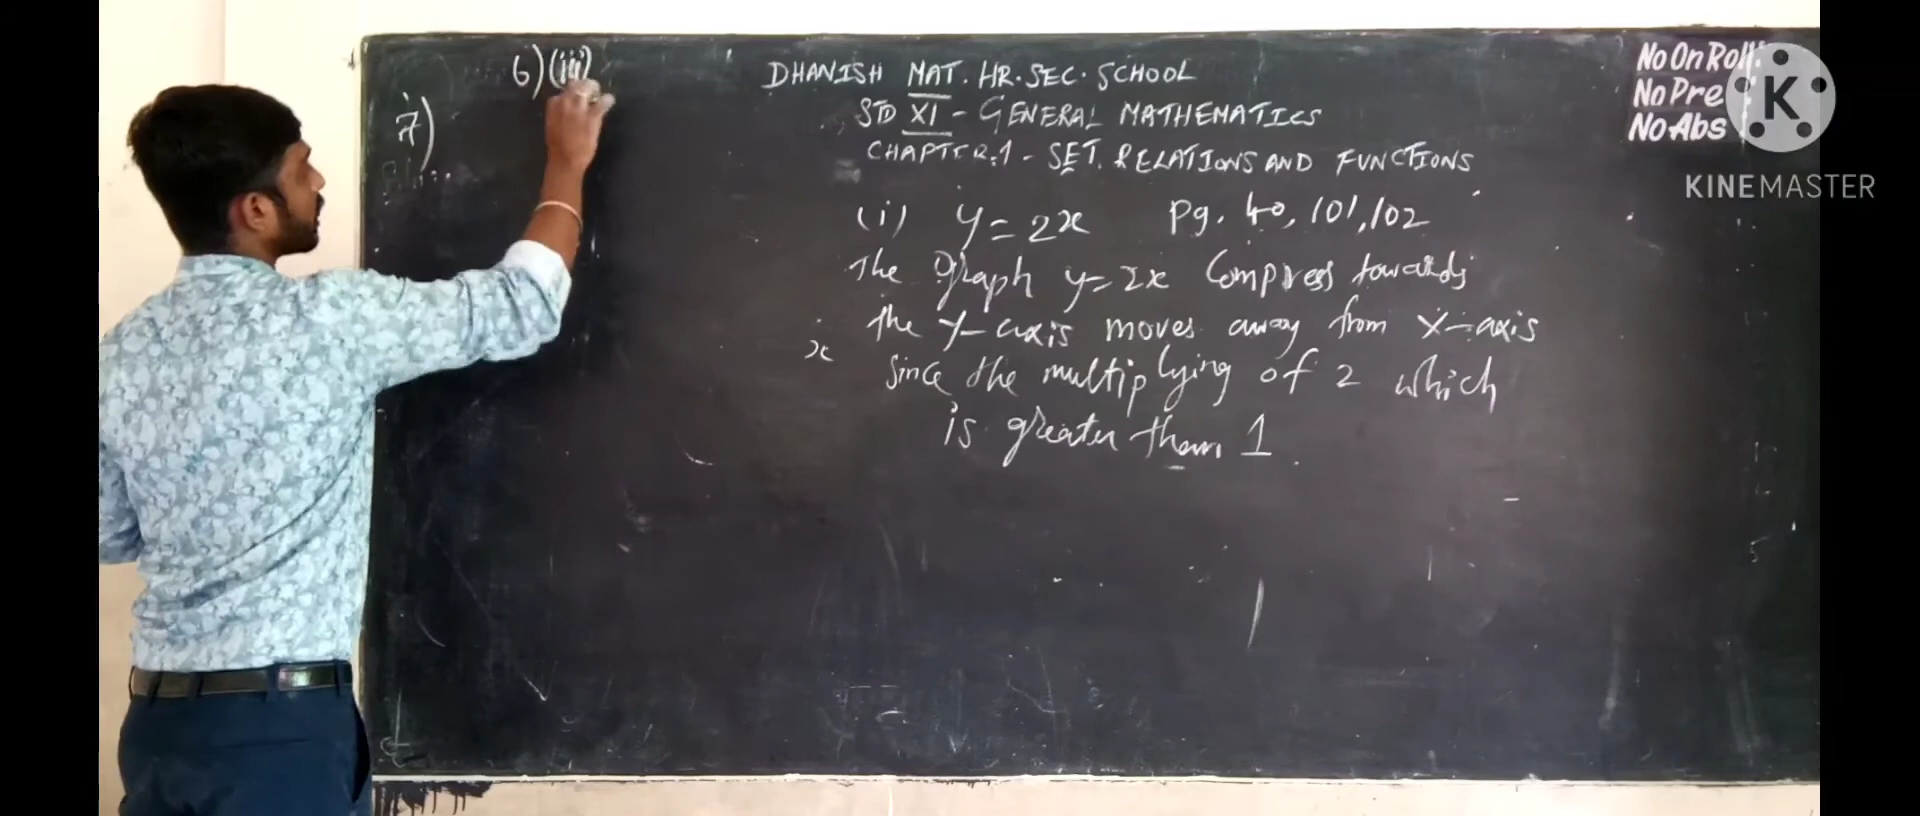 6) (iii)
7)
DHANISH MAT. HR. SEC. SCHOOL
STD XI - GENERAL MATHEMATICS
CHAPTER.1 - SET. RELATIONS AND FUNCTIONS
(i) y = 2x Pg. 40, 101, 102
The graph y = 2x Compress towards
the Y-axis moves away from X-axis
x
Since the multiplying of 2 which
is greater than 1.
No On Roll:
No Pre
No Abs
K
KINEMASTER